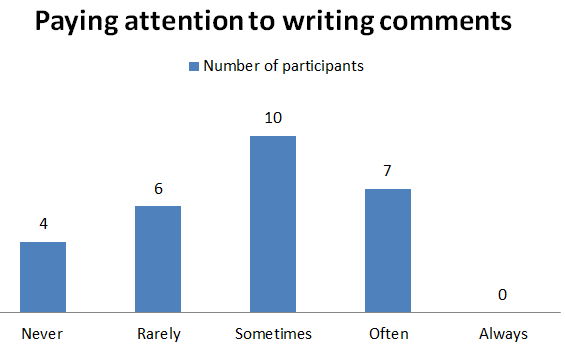 Paying attention to writing comments
Number of participants
10
7
6
4
0
Never Rarely Sometimes Often Always